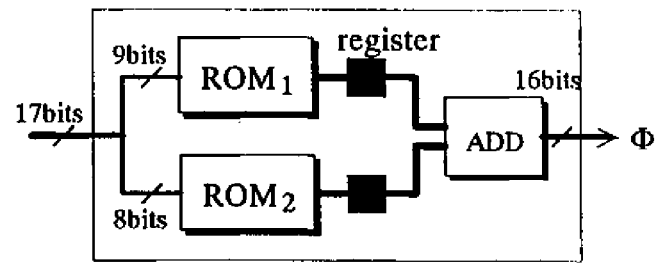 register
9bits
ROM1
16bits
17bits
ADD
Φ
ROM2
8bits